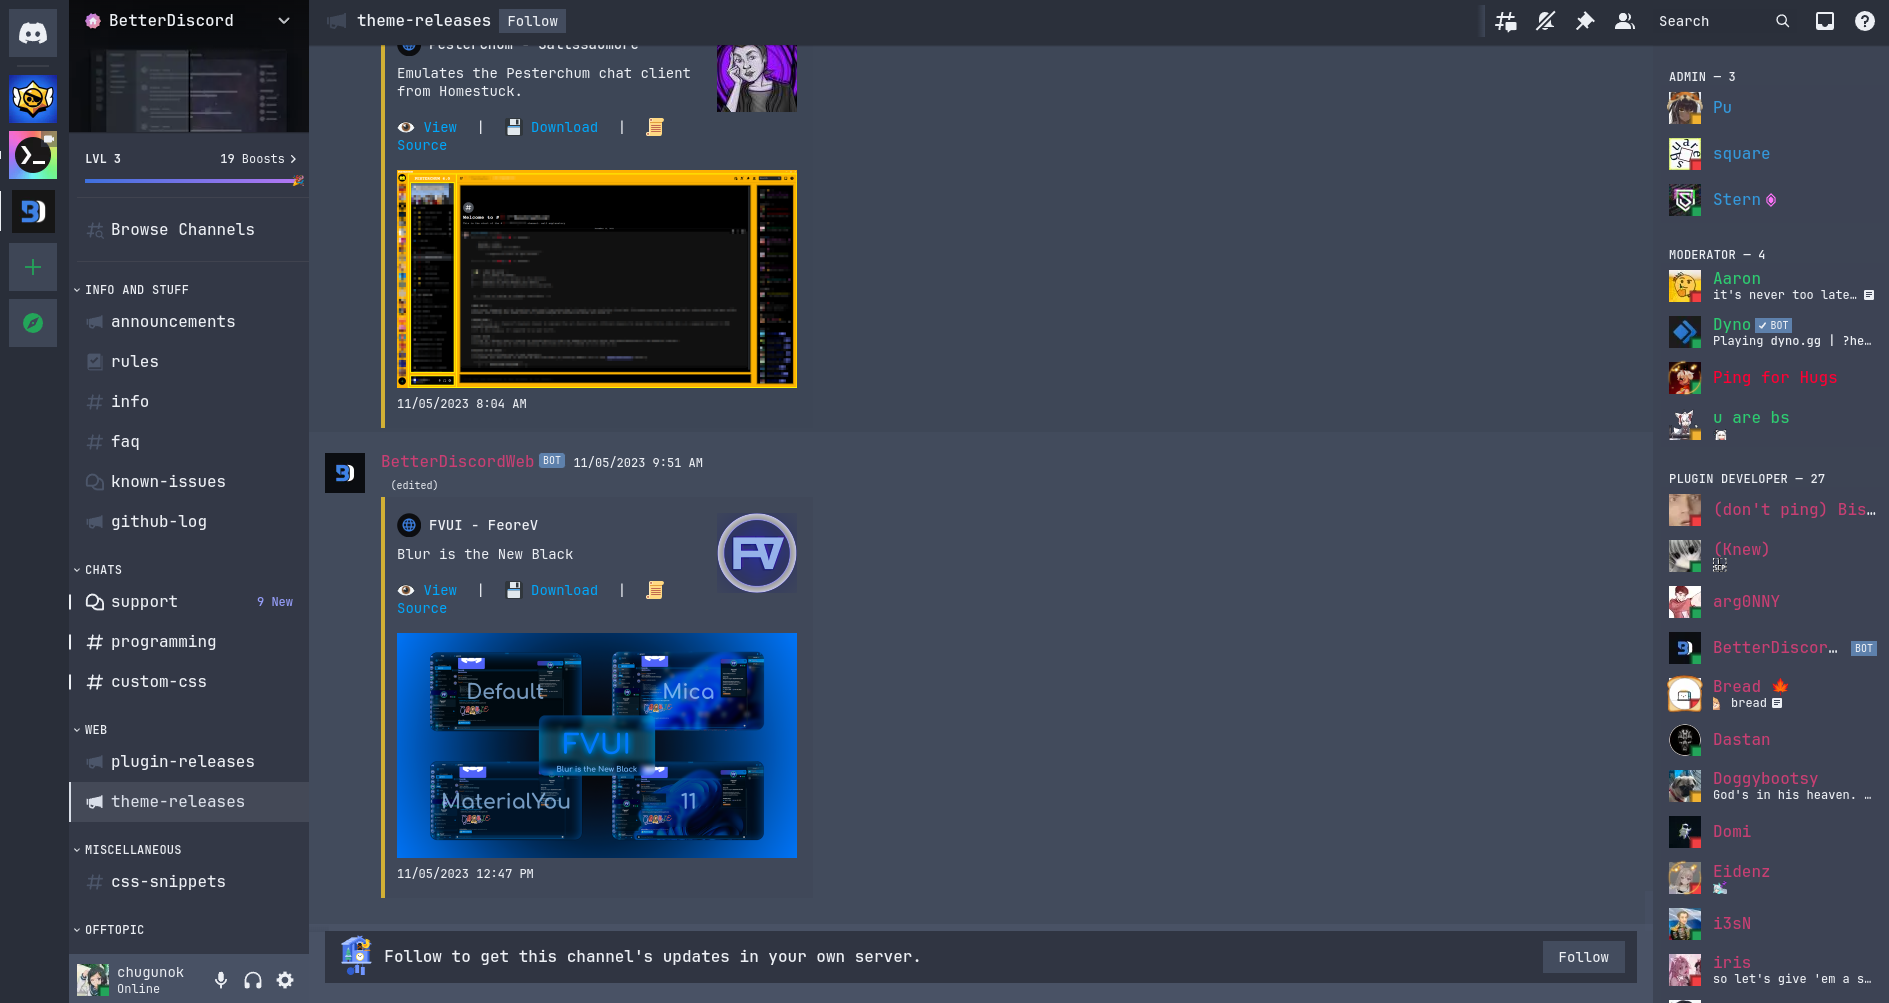 BetterDiscord
theme-releases
Follow
Search
LVL 3
19 Boosts
Browse Channels
INFO AND STUFF
announcements
rules
info
faq
known-issues
github-log
CHATS
support
9 New
programming
custom-css
WEB
plugin-releases
theme-releases
MISCELLANEOUS
css-snippets
OFFTOPIC
chugunok
Online
Emulates the Pesterchum chat client
from Homestuck.
View | Download |
Source
11/05/2023 8:04 AM
BetterDiscordWeb BOT 11/05/2023 9:51 AM
(edited)
FVUI - FeoreV
FV
Blur is the New Black
View | Download |
Source
Default
Mica
FVUI
Blur is the New Black
MaterialYou
11
11/05/2023 12:47 PM
Follow to get this channel's updates in your own server.
Follow
ADMIN — 3
Pu
square
Stern
MODERATOR — 4
Aaron
it's never too late…
Dyno BOT
Playing dyno.gg | ?he…
Ping for Hugs
u are bs
PLUGIN DEVELOPER — 27
(don't ping) Bis…
(Knew)
arg0NNY
BetterDiscor… BOT
Bread
bread
Dastan
Doggybootsy
God's in his heaven. …
Domi
Eidenz
i3sN
iris
so let's give 'em a s…